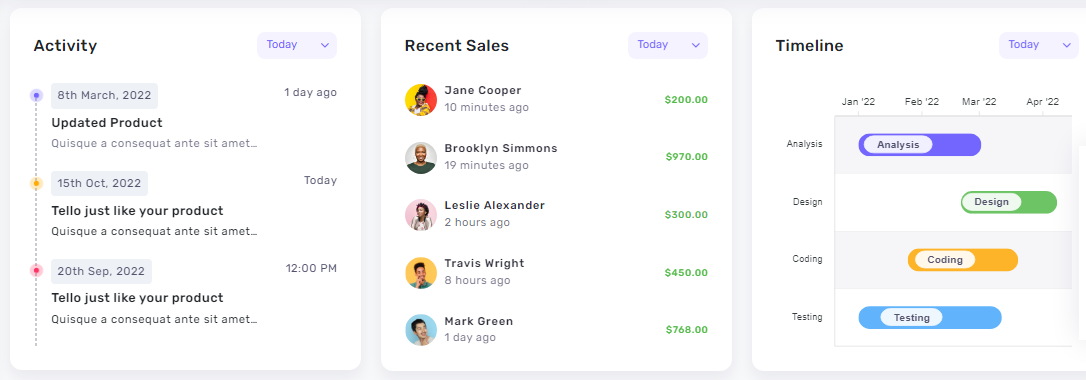 Activity
Today
8th March, 2022
1 day ago
Updated Product
Quisque a consequat ante sit amet...
15th Oct, 2022
Today
Tello just like your product
Quisque a consequat ante sit amet...
20th Sep, 2022
12:00 PM
Tello just like your product
Quisque a consequat ante sit amet...
Recent Sales
Today
Jane Cooper
10 minutes ago
$200.00
Brooklyn Simmons
19 minutes ago
$970.00
Leslie Alexander
2 hours ago
$300.00
Travis Wright
8 hours ago
$450.00
Mark Green
1 day ago
$768.00
Timeline
Today
Jan '22 Feb '22 Mar '22 Apr '22
Analysis Analysis
Design Design
Coding Coding
Testing Testing